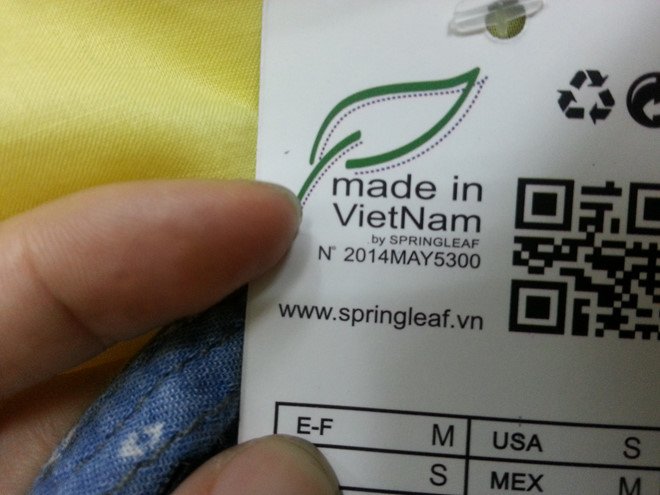 made in
VietNam
by SPRINGLEAF
N° 2014MAY5300
www.springleaf.vn
E-F M USA S
S MEX M